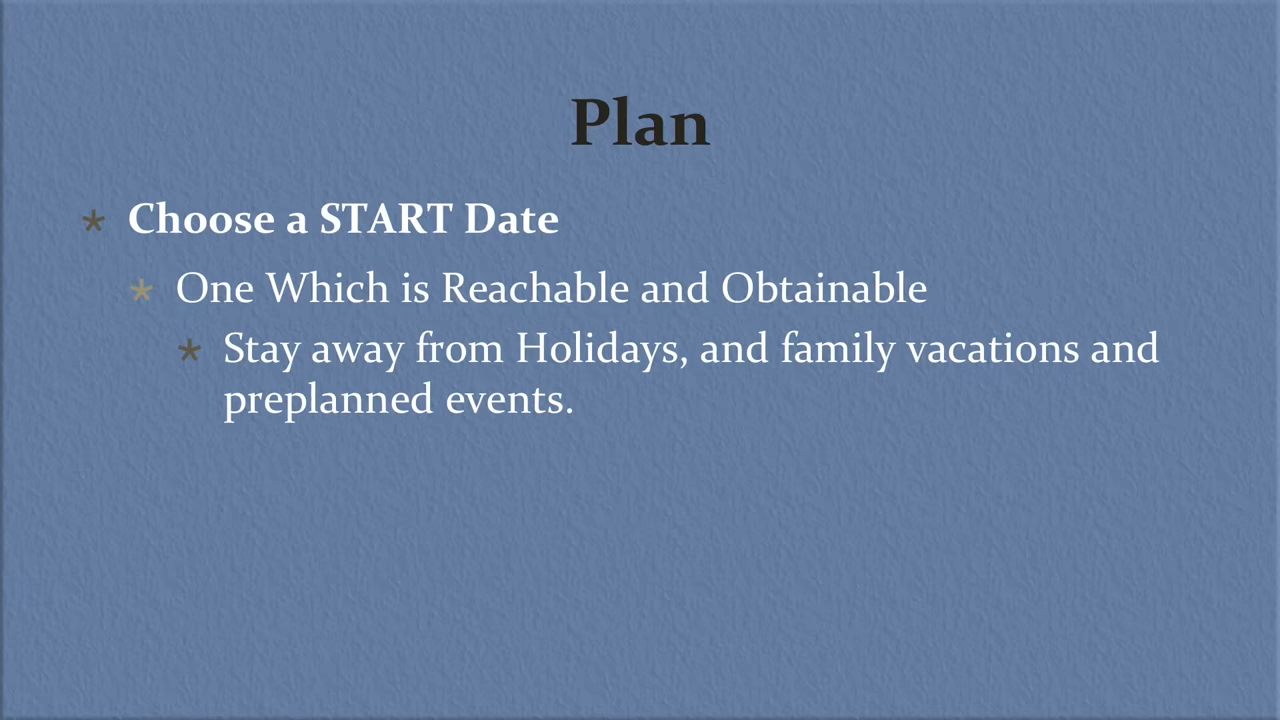 Plan
* Choose a START Date
* One Which is Reachable and Obtainable
* Stay away from Holidays, and family vacations and
preplanned events.